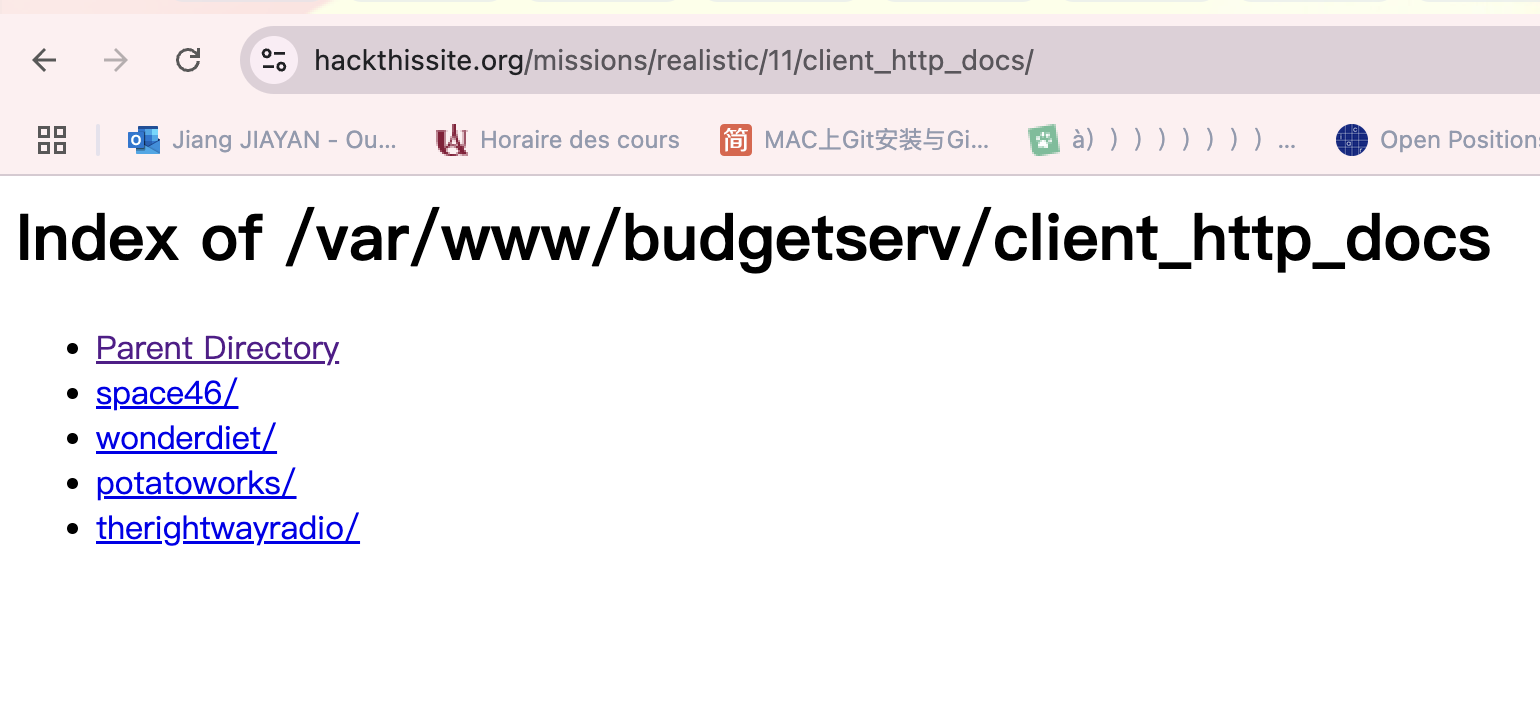 hackthissite.org/missions/realistic/11/client_http_docs/
Jiang JIAYAN - Ou... Horaire des cours 简 MAC上Git安装与Gi... à) ) ) ) ) ) ) ) ... Open Positions
Index of /var/www/budgetserv/client_http_docs
Parent Directory
space46/
wonderdiet/
potatoworks/
therightwayradio/